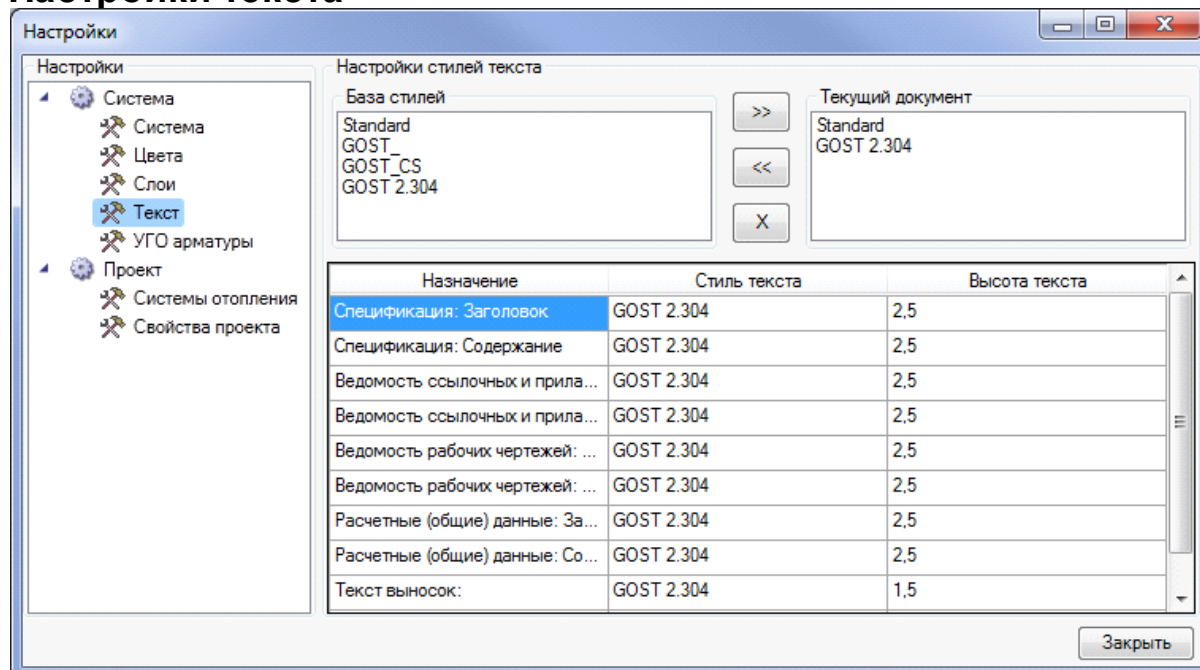 Настройки текста
Настройки
Настройки
Система
Система
Цвета
Слои
Текст
УГО арматуры
Проект
Системы отопления
Свойства проекта
Настройки стилей текста
База стилей
Standard
GOST_
GOST_CS
GOST 2.304
>>
<<
X
Текущий документ
Standard
GOST 2.304
Назначение Стиль текста Высота текста
Спецификация: Заголовок GOST 2.304 2,5
Спецификация: Содержание GOST 2.304 2,5
Ведомость ссылочных и прила... GOST 2.304 2,5
Ведомость ссылочных и прила... GOST 2.304 2,5
Ведомость рабочих чертежей: ... GOST 2.304 2,5
Ведомость рабочих чертежей: ... GOST 2.304 2,5
Расчетные (общие) данные: За... GOST 2.304 2,5
Расчетные (общие) данные: Со... GOST 2.304 2,5
Текст выносок: GOST 2.304 1,5
Закрыть